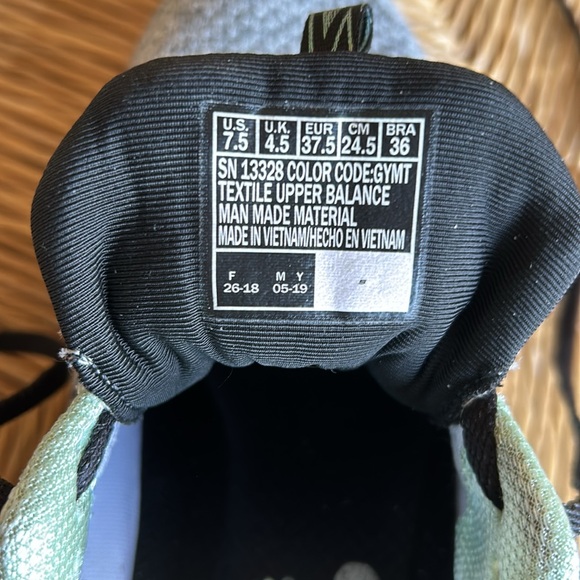 U.S. U.K. EUR CM BRA
7.5 4.5 37.5 24.5 36
SN 13328 COLOR CODE:GYMT
TEXTILE UPPER BALANCE
MAN MADE MATERIAL
MADE IN VIETNAM/HECHO EN VIETNAM
F M Y
26-18 05-19